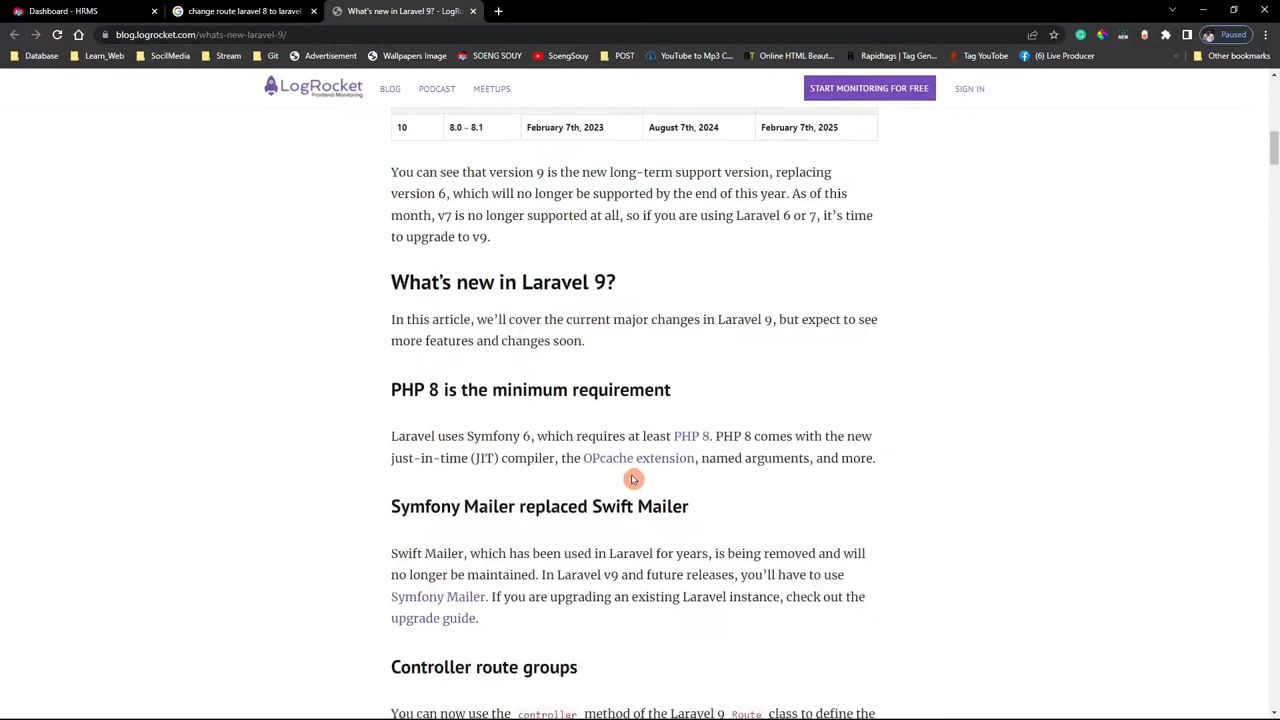 Dashboard - HRMS
change route laravel 8 to laravel
What's new in Laravel 9? - LogRo
blog.logrocket.com/whats-new-laravel-9/
Paused
Database
Learn_Web
SocilMedia
Stream
Git
Advertisement
Wallpapers Image
SOENG SOUY
SoengSouy
POST
YouTube to Mp3 C...
Online HTML Beaut...
Rapidtags | Tag Gen...
Tag YouTube
(6) Live Producer
Other bookmarks
LogRocket
Frontend Monitoring
BLOG
PODCAST
MEETUPS
START MONITORING FOR FREE
SIGN IN
10 8.0 – 8.1 February 7th, 2023 August 7th, 2024 February 7th, 2025
You can see that version 9 is the new long-term support version, replacing
version 6, which will no longer be supported by the end of this year. As of this
month, v7 is no longer supported at all, so if you are using Laravel 6 or 7, it's time
to upgrade to v9.
What's new in Laravel 9?
In this article, we'll cover the current major changes in Laravel 9, but expect to see
more features and changes soon.
PHP 8 is the minimum requirement
Laravel uses Symfony 6, which requires at least PHP 8. PHP 8 comes with the new
just-in-time (JIT) compiler, the OPcache extension, named arguments, and more.
Symfony Mailer replaced Swift Mailer
Swift Mailer, which has been used in Laravel for years, is being removed and will
no longer be maintained. In Laravel v9 and future releases, you'll have to use
Symfony Mailer. If you are upgrading an existing Laravel instance, check out the
upgrade guide.
Controller route groups
You can now use the controller method of the Laravel 9 Route class to define the